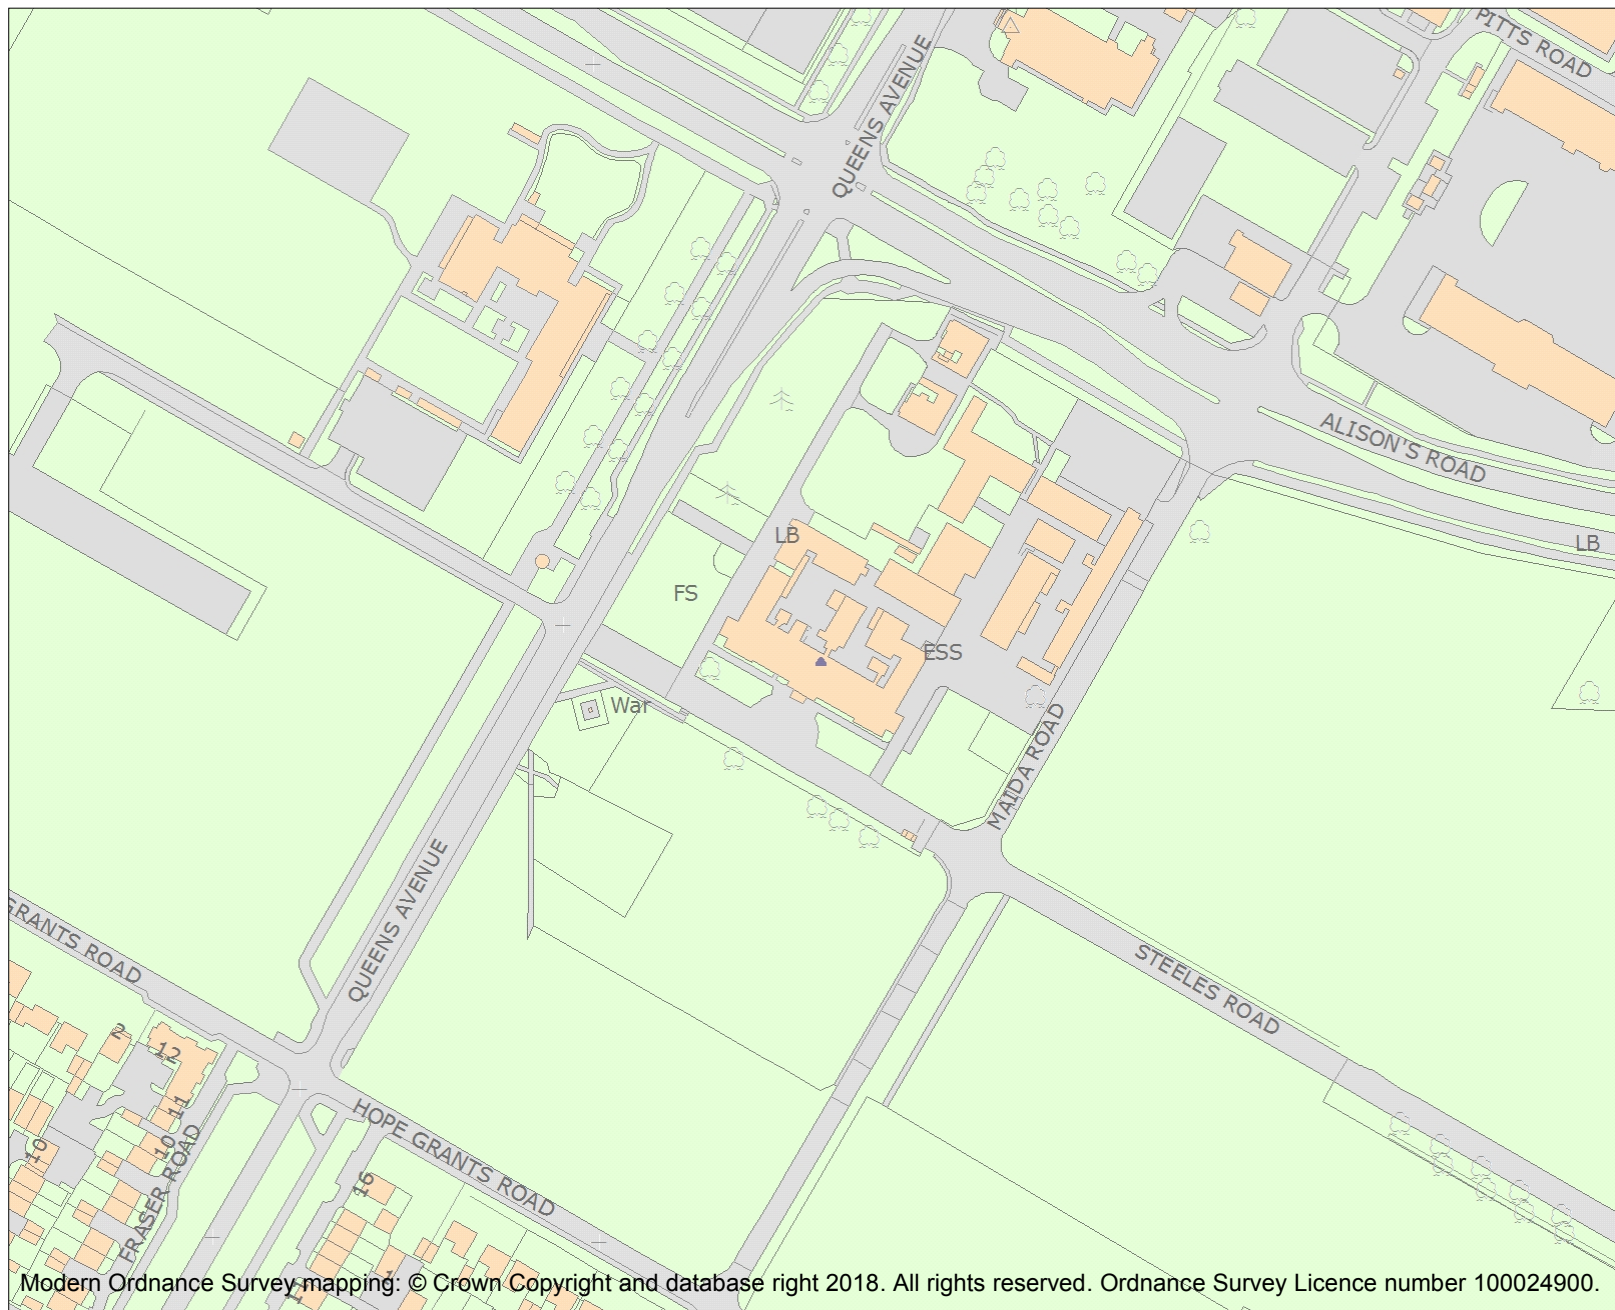 PITTS ROAD
QUEENS AVENUE
ALISON'S ROAD
LB
LB
FS
ESS
War
MAIDA ROAD
QUEENS AVENUE
GRANTS ROAD
STEELES ROAD
2
12
11
10
10
FRASER ROAD
HOPE GRANTS ROAD
16
Modern Ordnance Survey mapping: © Crown Copyright and database right 2018. All rights reserved. Ordnance Survey Licence number 100024900.